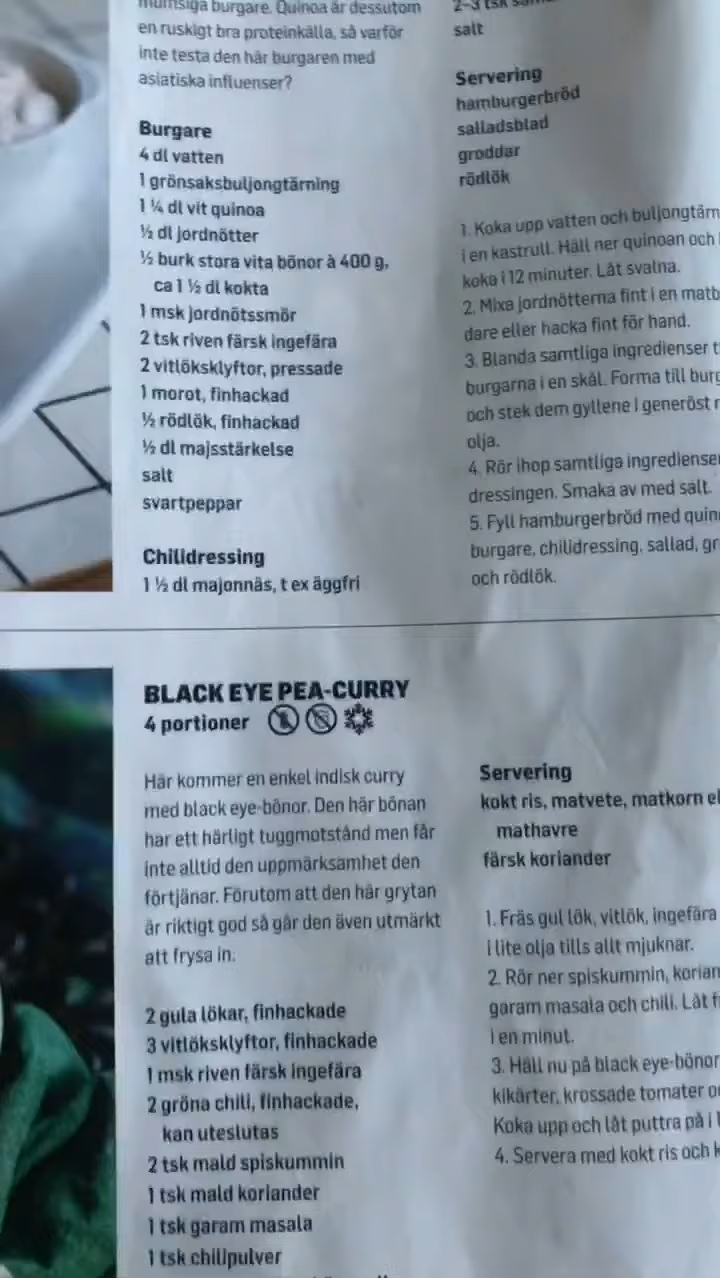 mumsiga burgare. Quinoa är dessutom
en ruskigt bra proteinkälla, så varför
inte testa den här burgaren med
asiatiska influenser?
Burgare
4 dl vatten
1 grönsaksbuljongtärning
1 ¼ dl vit quinoa
½ dl jordnötter
½ burk stora vita bönor à 400 g,
ca 1 ½ dl kokta
1 msk jordnötssmör
2 tsk riven färsk ingefära
2 vitlöksklyftor, pressade
1 morot, finhackad
½ rödlök, finhackad
½ dl majsstärkelse
salt
svartpeppar
Chilidressing
1 ½ dl majonnäs, t ex äggfri
2-3 tsk
salt
Servering
hamburgerbröd
salladsblad
groddar
rödlök
1. Koka upp vatten och buljongtärn
i en kastrull. Häll ner quinoan och
koka i 12 minuter. Låt svalna.
2. Mixa jordnötterna fint i en matb
dare eller hacka fint för hand.
3. Blanda samtliga ingredienser t
burgarna i en skål. Forma till burg
och stek dem gyllene i generöst
olja.
4. Rör ihop samtliga ingrediense
dressingen. Smaka av med salt.
5. Fyll hamburgerbröd med quin
burgare, chilidressing, sallad, gr
och rödlök.
BLACK EYE PEA-CURRY
4 portioner
Här kommer en enkel indisk curry
med black eye-bönor. Den här bönan
har ett härligt tuggmotstånd men får
inte alltid den uppmärksamhet den
förtjänar. Förutom att den här grytan
är riktigt god så går den även utmärkt
att frysa in.
2 gula lökar, finhackade
3 vitlöksklyftor, finhackade
1 msk riven färsk ingefära
2 gröna chili, finhackade,
kan uteslutas
2 tsk mald spiskummin
1 tsk mald koriander
1 tsk garam masala
1 tsk chilipulver
Servering
kokt ris, matvete, matkorn el
mathavre
färsk koriander
1. Fräs gul lök, vitlök, ingefära
i lite olja tills allt mjuknar.
2. Rör ner spiskummin, korian
garam masala och chili. Låt f
i en minut.
3. Häll nu på black eye-bönor
kikärter, krossade tomater o
Koka upp och låt puttra på i
4. Servera med kokt ris och k